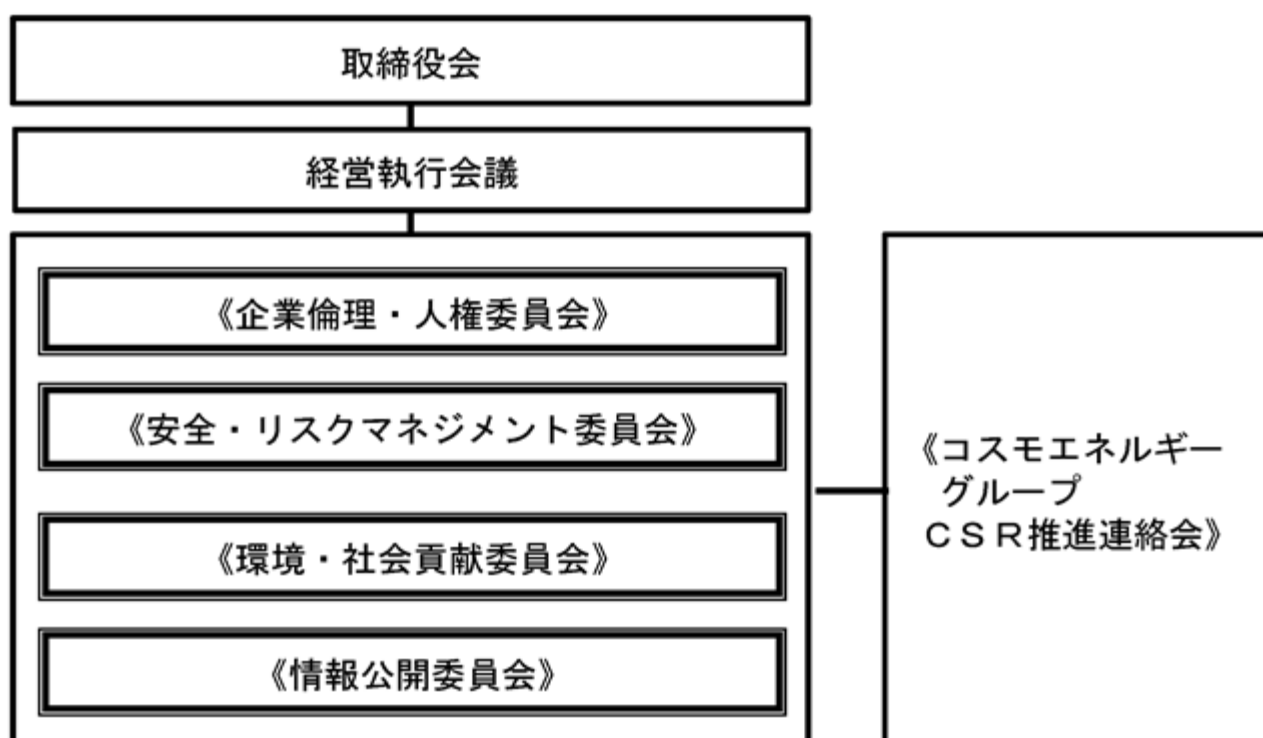 取締役会
経営執行会議
《企業倫理・人権委員会》
《安全・リスクマネジメント委員会》
《環境・社会貢献委員会》
《情報公開委員会》
《コスモエネルギー
グループ
ＣＳＲ推進連絡会》